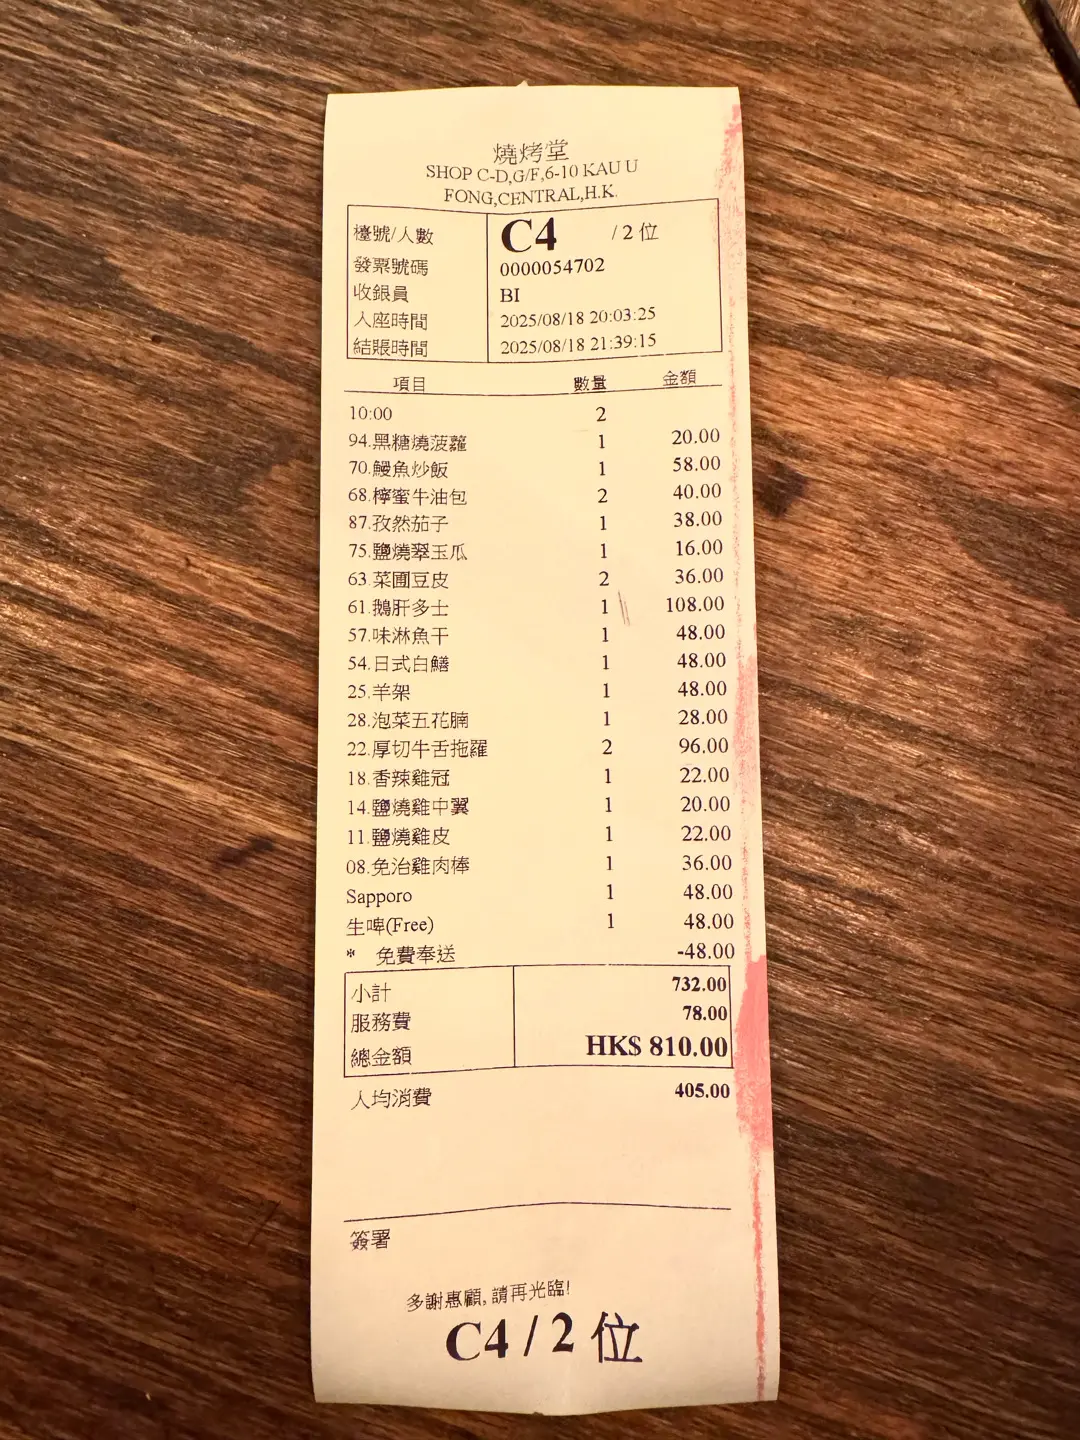 燒烤堂
SHOP C-D,G/F,6-10 KAU U
FONG,CENTRAL,H.K.
檯號/人數 C4 / 2 位
發票號碼 0000054702
收銀員 BI
入座時間 2025/08/18 20:03:25
結賬時間 2025/08/18 21:39:15
項目 數量 金額
10:00 2
94.黑糖燒菠蘿 1 20.00
70.鰻魚炒飯 1 58.00
68.檸蜜牛油包 2 40.00
87.孜然茄子 1 38.00
75.鹽燒翠玉瓜 1 16.00
63.菜圃豆皮 2 36.00
61.鵝肝多士 1 108.00
57.味淋魚干 1 48.00
54.日式白鱔 1 48.00
25.羊架 1 48.00
28.泡菜五花腩 1 28.00
22.厚切牛舌拖羅 2 96.00
18.香辣雞冠 1 22.00
14.鹽燒雞中翼 1 20.00
11.鹽燒雞皮 1 22.00
08.免治雞肉棒 1 36.00
Sapporo 1 48.00
生啤(Free) 1 48.00
* 免費奉送 -48.00
小計 732.00
服務費 78.00
總金額 HK$ 810.00
人均消費 405.00
簽署
多謝惠顧,請再光臨!
C4 / 2 位